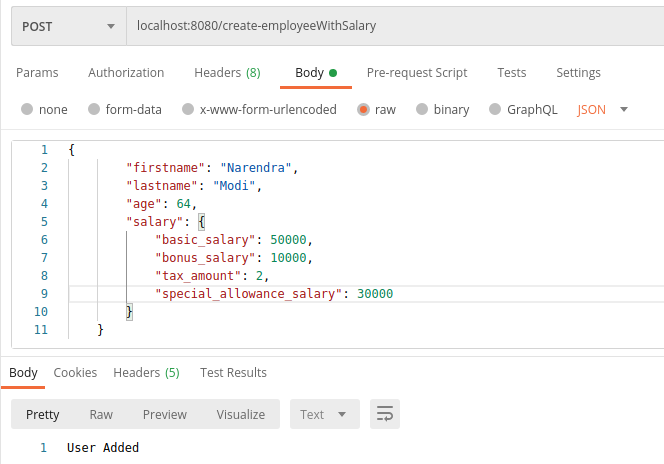 POST localhost:8080/create-employeeWithSalary
Params Authorization Headers (8) Body Pre-request Script Tests Settings
none form-data x-www-form-urlencoded raw binary GraphQL JSON
1 {
2 "firstname": "Narendra",
3 "lastname": "Modi",
4 "age": 64,
5 "salary": {
6 "basic_salary": 50000,
7 "bonus_salary": 10000,
8 "tax_amount": 2,
9 "special_allowance_salary": 30000
10 }
11 }
Body Cookies Headers (5) Test Results
Pretty Raw Preview Visualize Text
1 User Added